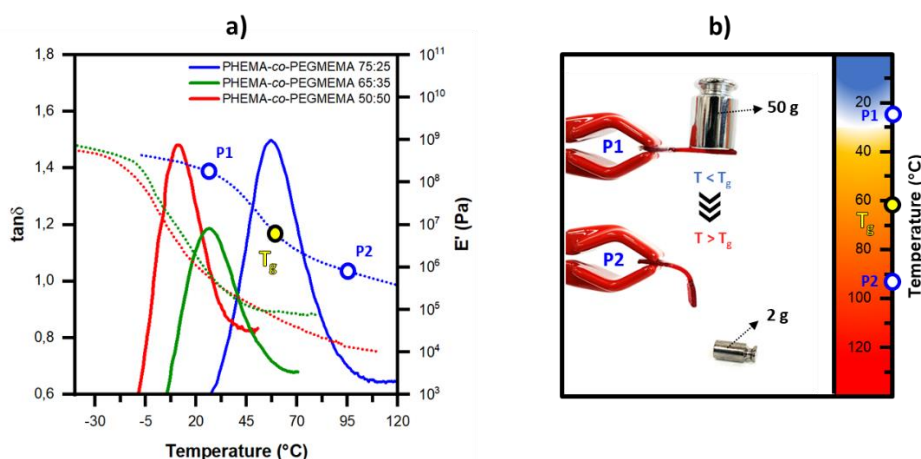 a)
PHEMA-co-PEGMEMA 75:25
PHEMA-co-PEGMEMA 65:35
PHEMA-co-PEGMEMA 50:50
1,8
1,6
1,4
1,2
1,0
0,8
0,6
tanδ
10¹¹
10¹⁰
10⁹
10⁸
10⁷
10⁶
10⁵
10⁴
10³
E' (Pa)
P1
Tg
P2
-30 -5 20 45 70 95 120
Temperature (°C)
b)
50 g
P1
T < Tg
T > Tg
P2
2 g
P1
Tg
P2
20
40
60
80
100
120
Temperature (°C)